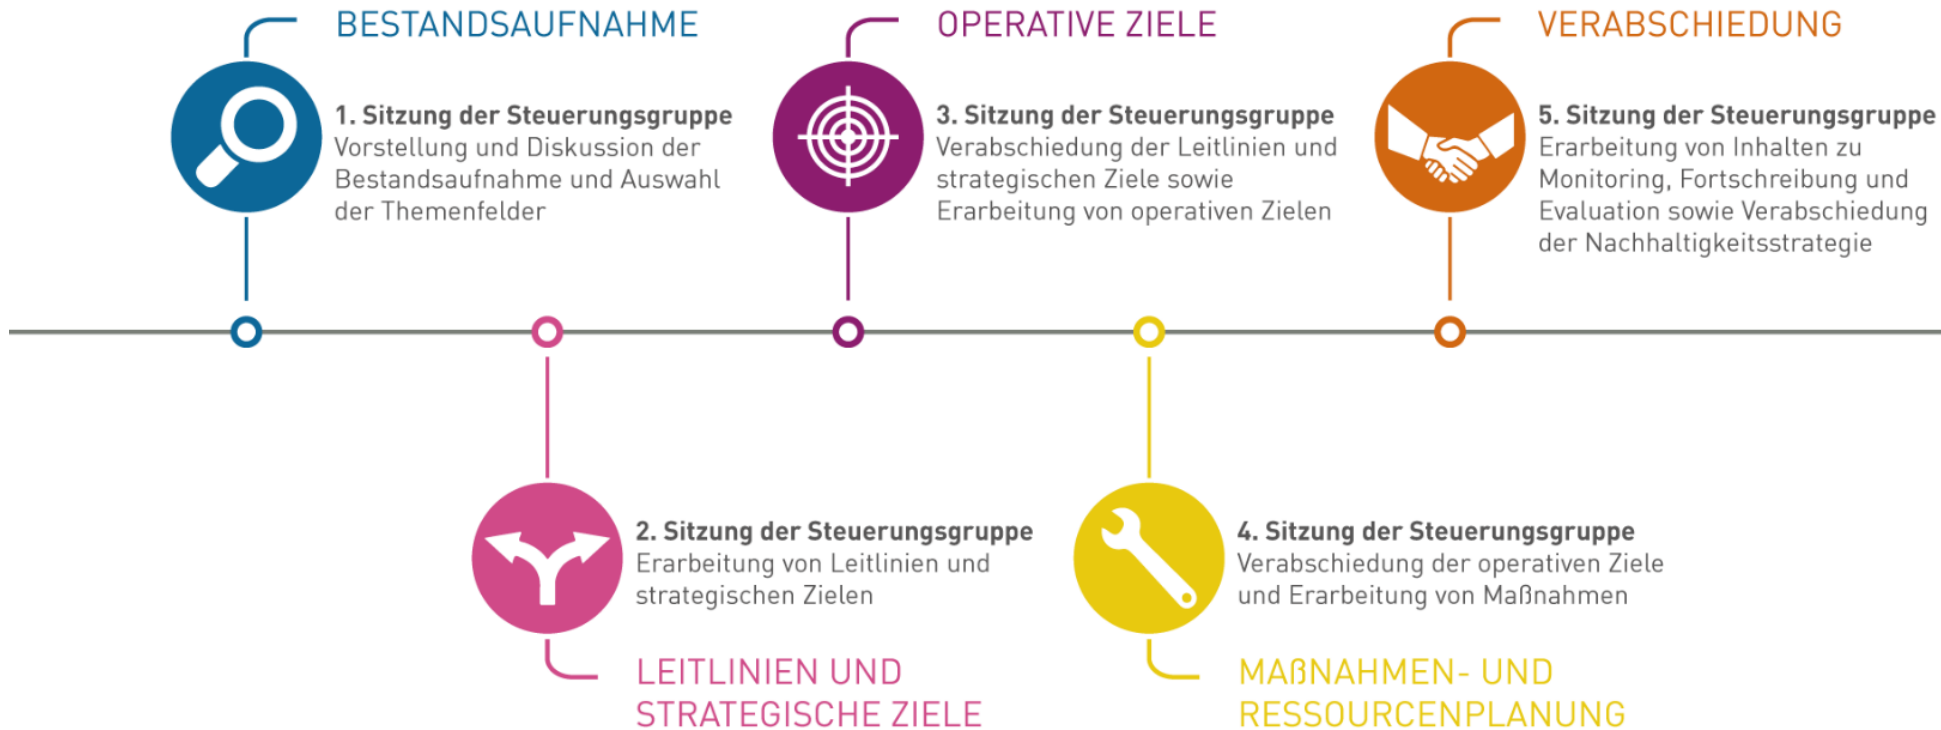 BESTANDSAUFNAHME
1. Sitzung der Steuerungsgruppe
Vorstellung und Diskussion der
Bestandsaufnahme und Auswahl
der Themenfelder
LEITLINIEN UND
STRATEGISCHE ZIELE
2. Sitzung der Steuerungsgruppe
Erarbeitung von Leitlinien und
strategischen Zielen
OPERATIVE ZIELE
3. Sitzung der Steuerungsgruppe
Verabschiedung der Leitlinien und
strategischen Ziele sowie
Erarbeitung von operativen Zielen
MAßNAHMEN- UND
RESSOURCENPLANUNG
4. Sitzung der Steuerungsgruppe
Verabschiedung der operativen Ziele
und Erarbeitung von Maßnahmen
VERABSCHIEDUNG
5. Sitzung der Steuerungsgruppe
Erarbeitung von Inhalten zu
Monitoring, Fortschreibung und
Evaluation sowie Verabschiedung
der Nachhaltigkeitsstrategie